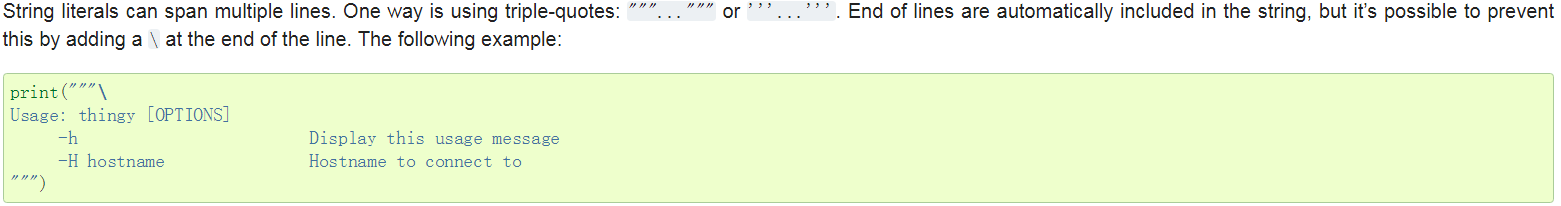 String literals can span multiple lines. One way is using triple-quotes: """...""" or '''...'''. End of lines are automatically included in the string, but it’s possible to prevent
this by adding a \ at the end of the line. The following example:
print("""\
Usage: thingy [OPTIONS]
     -h                        Display this usage message
     -H hostname               Hostname to connect to
""")